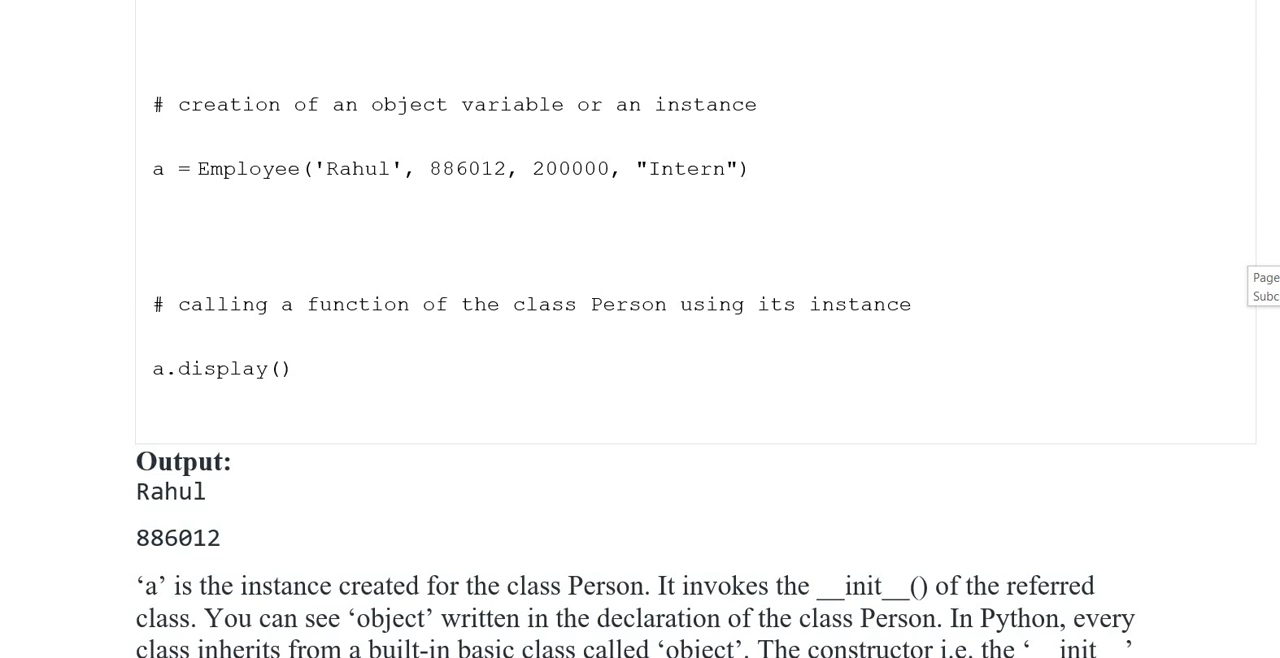 # creation of an object variable or an instance
a = Employee('Rahul', 886012, 200000, "Intern")
# calling a function of the class Person using its instance
a.display()
Page
Subc
Output:
Rahul
886012
‘a’ is the instance created for the class Person. It invokes the __init__() of the referred
class. You can see ‘object’ written in the declaration of the class Person. In Python, every
class inherits from a built-in basic class called ‘object’. The constructor i.e. the ‘__init__’